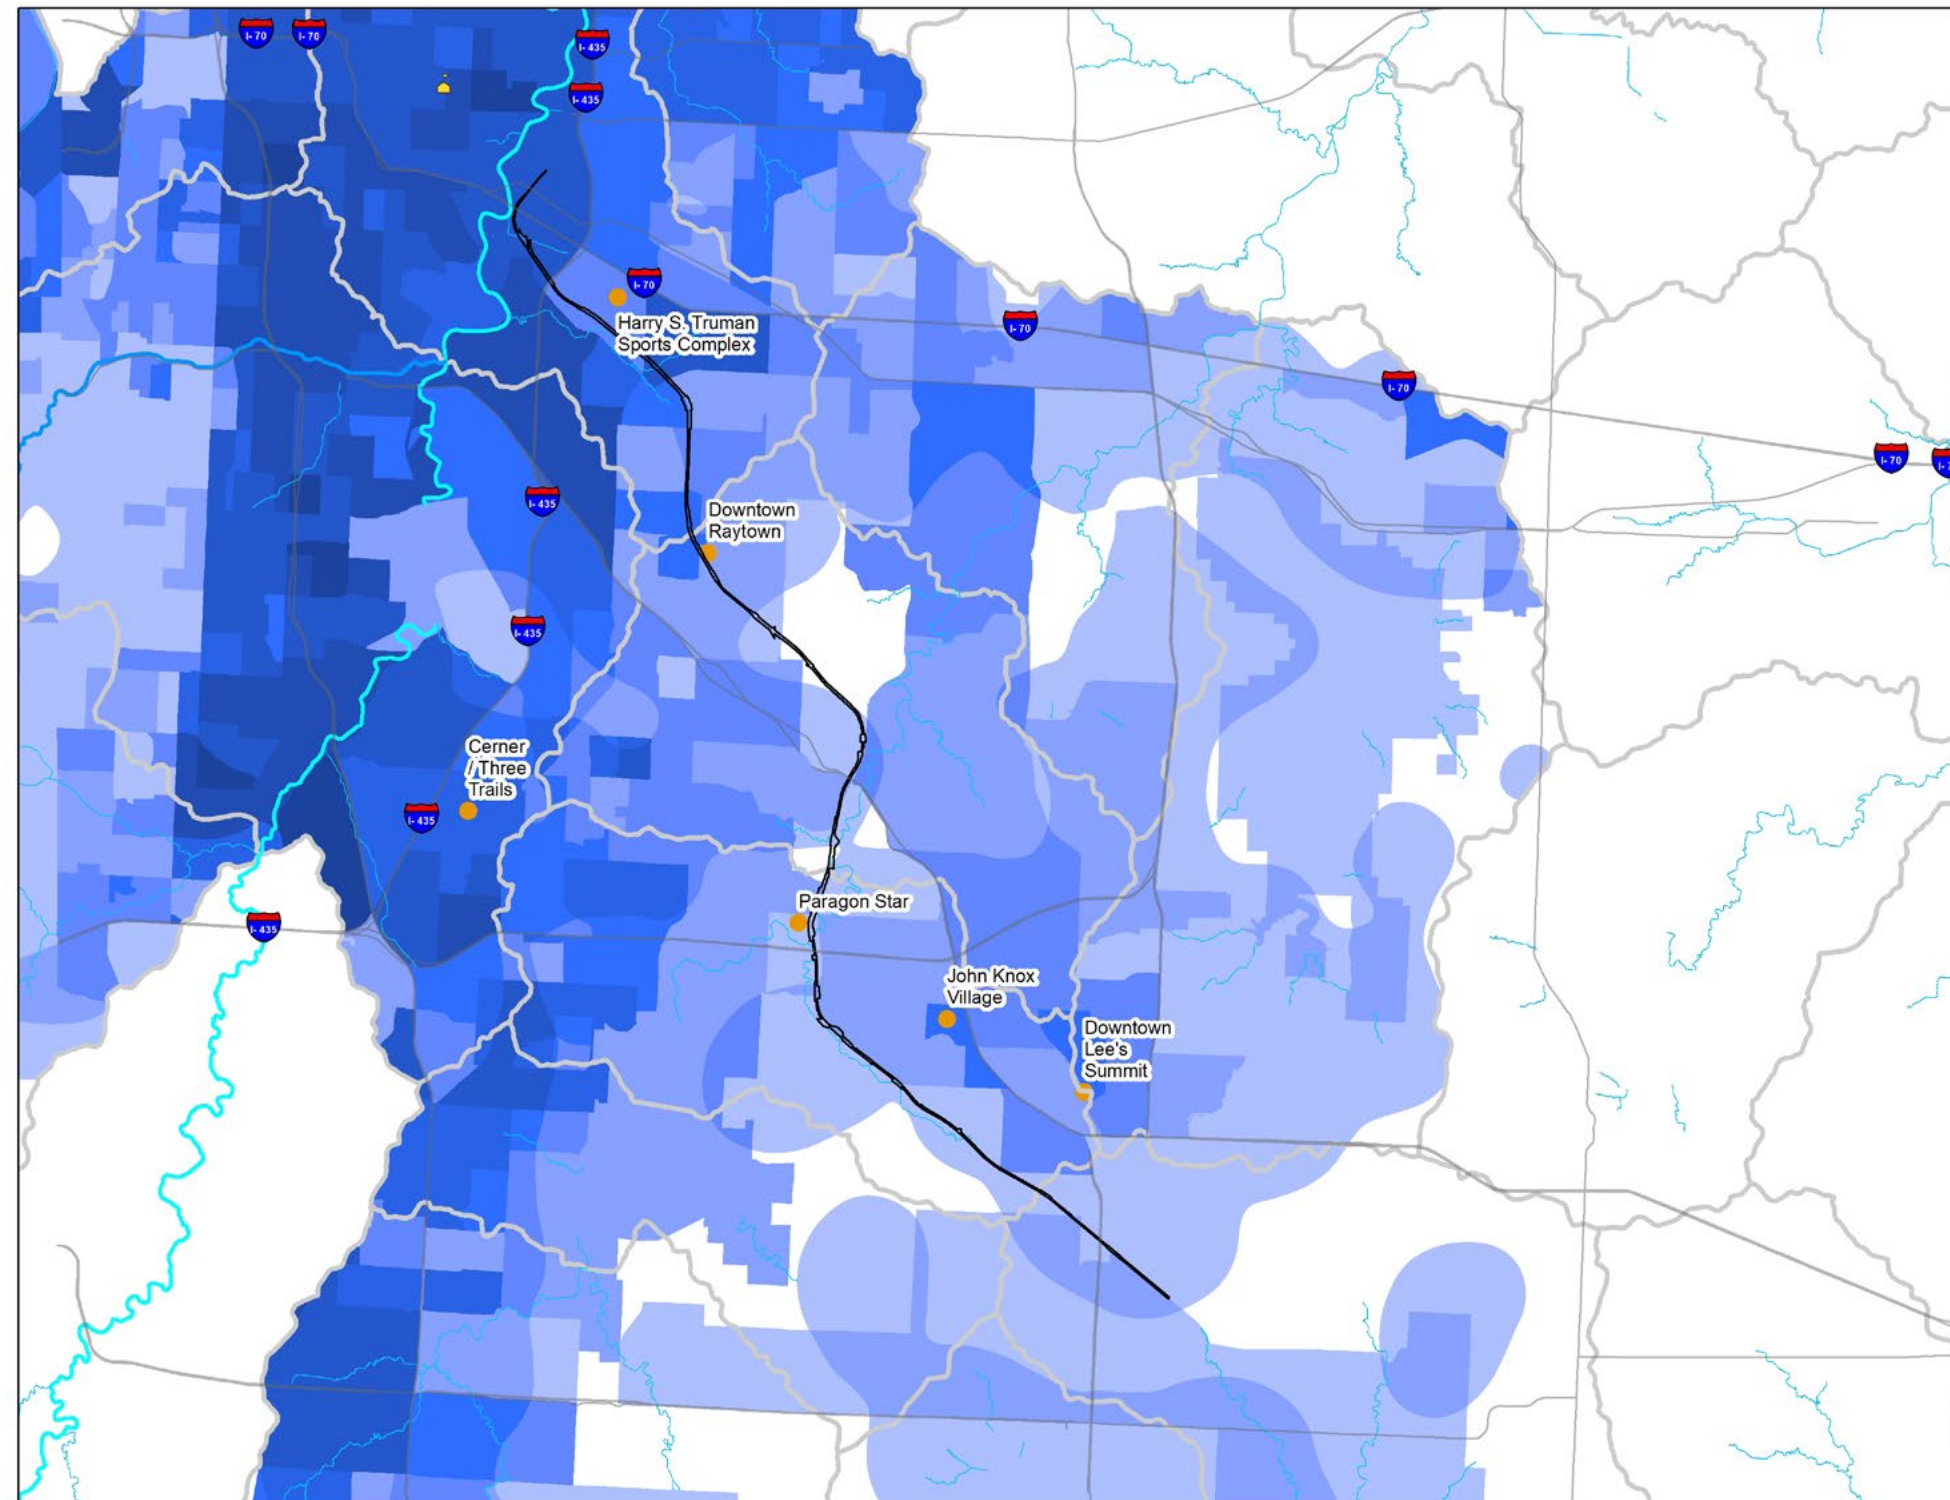 I- 70
I- 70
I- 435
I- 435
I- 70
Harry S. Truman
Sports Complex
I- 70
I- 70
I- 70
I- 435
Downtown
Raytown
I- 435
Cerner
/ Three
Trails
I- 435
Paragon Star
I- 435
John Knox
Village
Downtown
Lee's
Summit